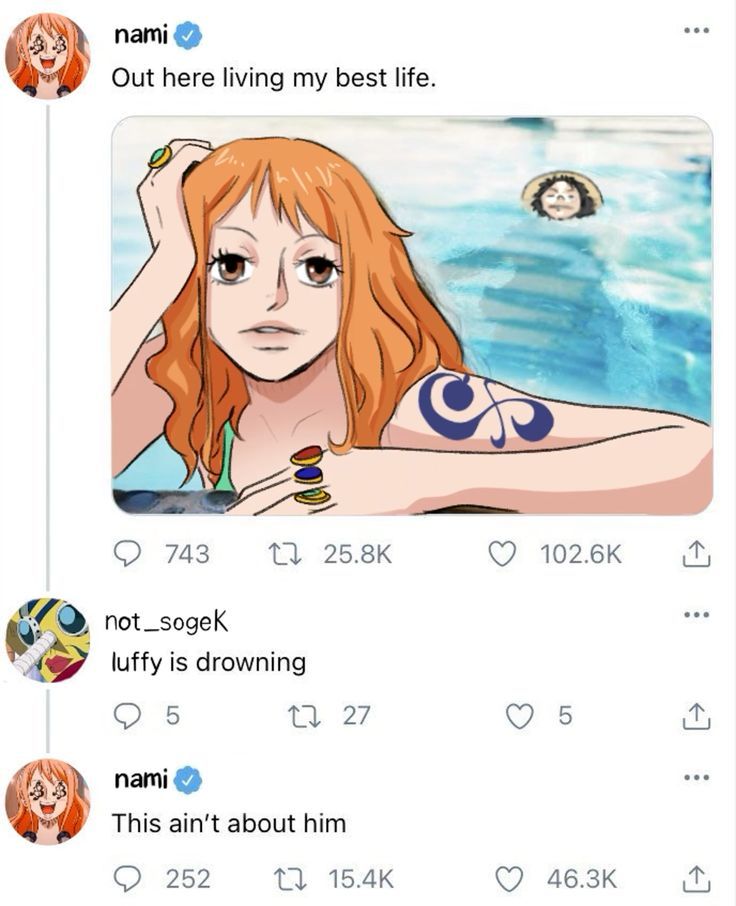 nami
Out here living my best life.
743 25.8K 102.6K
not_sogeK
luffy is drowning
5 27 5
nami
This ain't about him
252 15.4K 46.3K